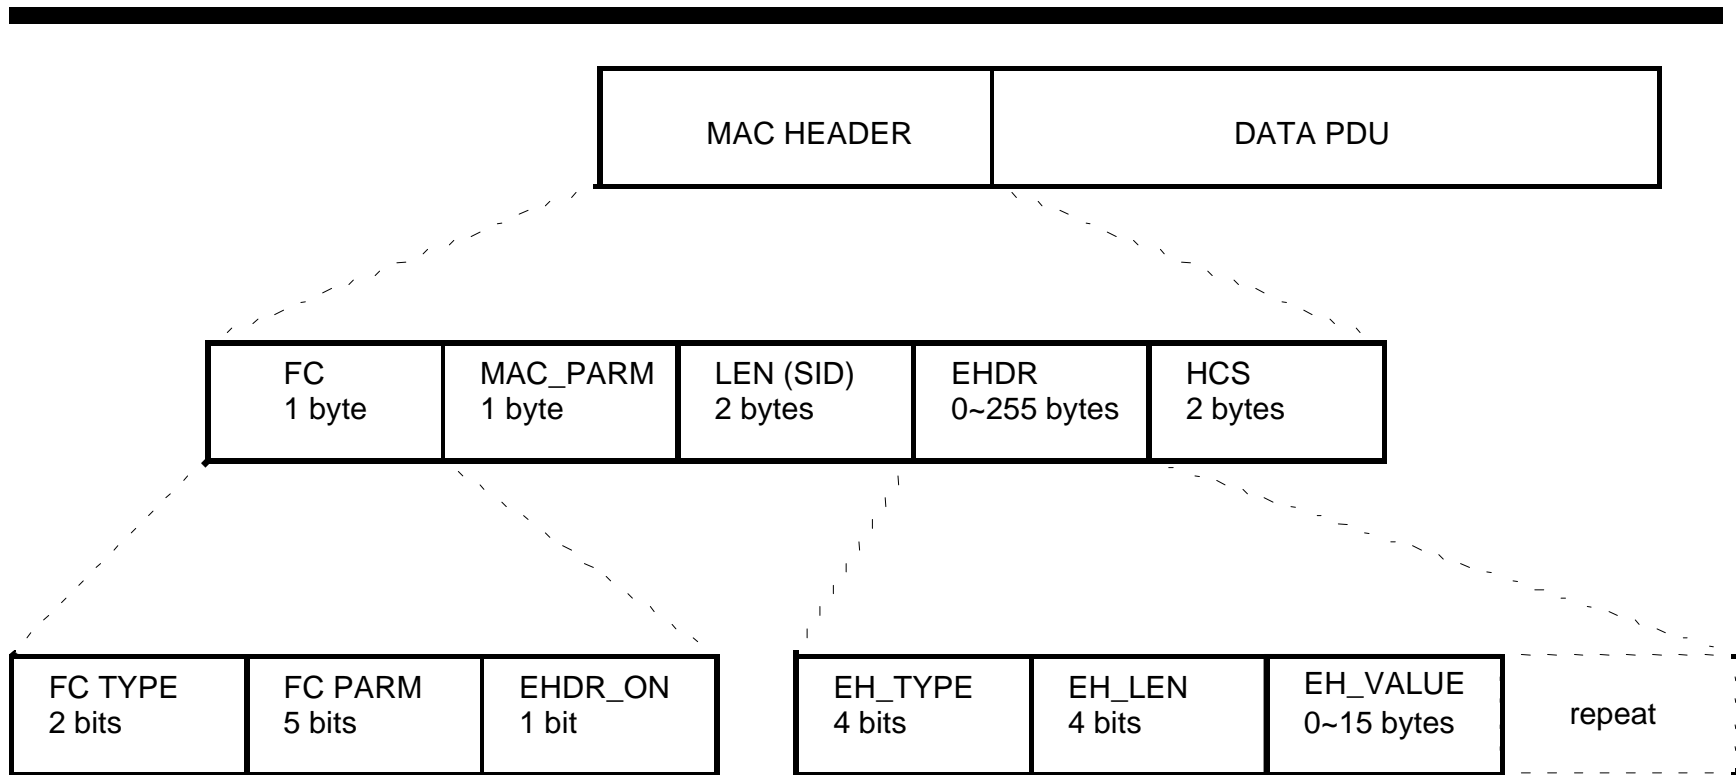 MAC HEADER
DATA PDU
FC
1 byte
MAC_PARM
1 byte
LEN (SID)
2 bytes
EHDR
0~255 bytes
HCS
2 bytes
FC TYPE
2 bits
FC PARM
5 bits
EHDR_ON
1 bit
EH_TYPE
4 bits
EH_LEN
4 bits
EH_VALUE
0~15 bytes
repeat